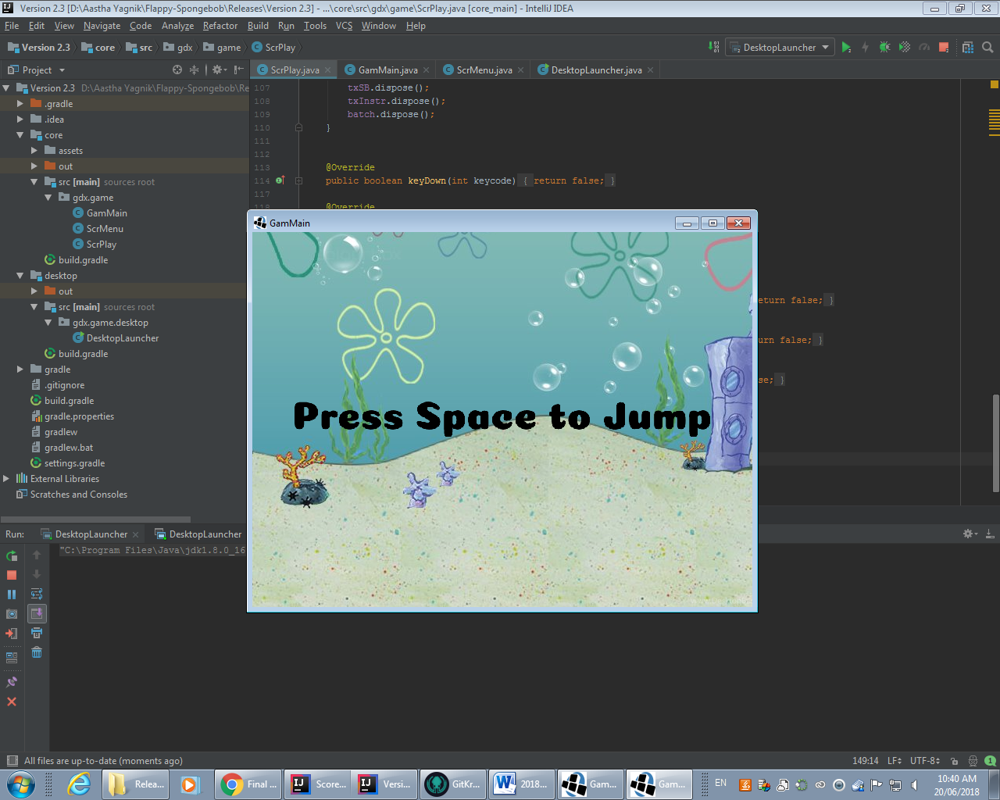 Version 2.3 [D:\Aastha Yagnik\Flappy-Spongebob\Releases\Version 2.3] - ...\core\src\gdx\game\ScrPlay.java [core_main] - IntelliJ IDEA
File Edit View Navigate Code Analyze Refactor Build Run Tools VCS Window Help
Version 2.3 core src gdx game ScrPlay DesktopLauncher
Project
ScrPlay.java GamMain.java ScrMenu.java DesktopLauncher.java
Version 2.3 D:\Aastha Yagnik\Flappy-Spongebob\Re
.gradle
.idea
core
assets
out
src [main] sources root
gdx.game
GamMain
ScrMenu
ScrPlay
build.gradle
desktop
out
src [main] sources root
gdx.game.desktop
DesktopLauncher
build.gradle
gradle
.gitignore
build.gradle
gradle.properties
gradlew
gradlew.bat
settings.gradle
External Libraries
Scratches and Consoles
107 txSB.dispose();
108 txInstr.dispose();
109 batch.dispose();
110 }
111
112
113 @Override
114 public boolean keyDown(int keycode) { return false; }
117
118 @Override
return false; }
urn false; }
se; }
GamMain
Press Space to Jump
Run: DesktopLauncher DesktopLauncher
"C:\Program Files\Java\jdk1.8.0_16
All files are up-to-date (moments ago) 149:14 LF UTF-8 1
Relea... Final ... Score... Versi... GitKr... 2018... Gam... Gam... EN 10:40 AM
20/06/2018